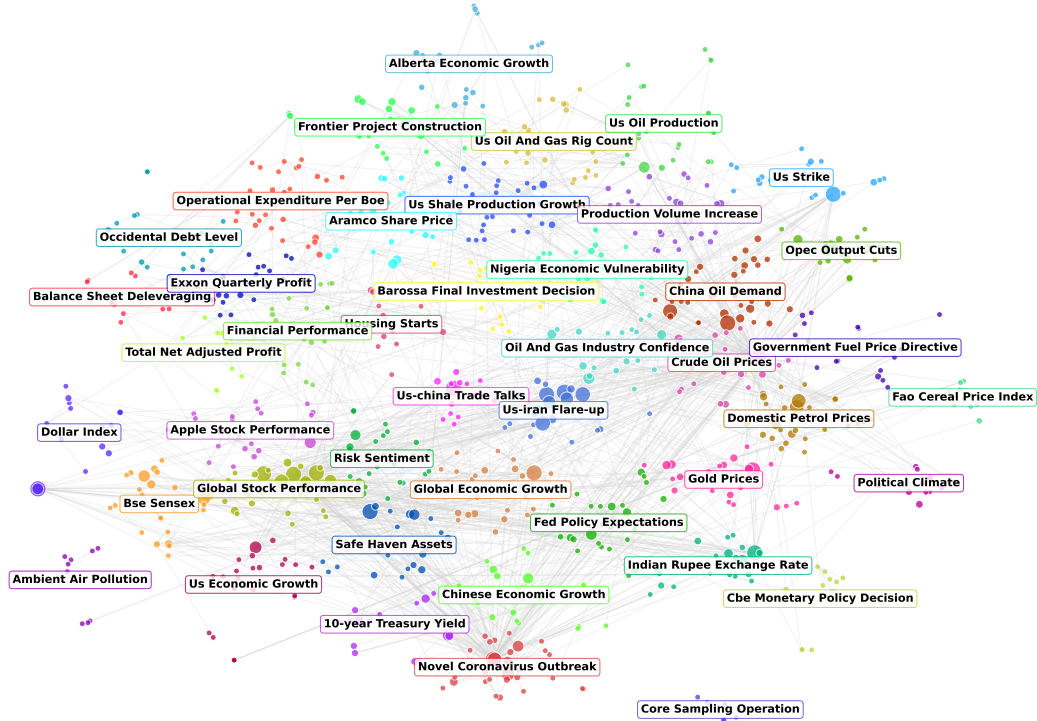 Alberta Economic Growth
Frontier Project Construction
Us Oil Production
Us Oil And Gas Rig Count
Us Strike
Operational Expenditure Per Boe
Us Shale Production Growth
Production Volume Increase
Aramco Share Price
Occidental Debt Level
Opec Output Cuts
Nigeria Economic Vulnerability
Exxon Quarterly Profit
Barossa Final Investment Decision
China Oil Demand
Balance Sheet Deleveraging
Housing Starts
Financial Performance
Oil And Gas Industry Confidence
Government Fuel Price Directive
Total Net Adjusted Profit
Crude Oil Prices
Us-china Trade Talks
Fao Cereal Price Index
Us-iran Flare-up
Domestic Petrol Prices
Dollar Index
Apple Stock Performance
Risk Sentiment
Gold Prices
Political Climate
Global Stock Performance
Global Economic Growth
Bse Sensex
Fed Policy Expectations
Safe Haven Assets
Indian Rupee Exchange Rate
Ambient Air Pollution
Us Economic Growth
Chinese Economic Growth
Cbe Monetary Policy Decision
10-year Treasury Yield
Novel Coronavirus Outbreak
Core Sampling Operation